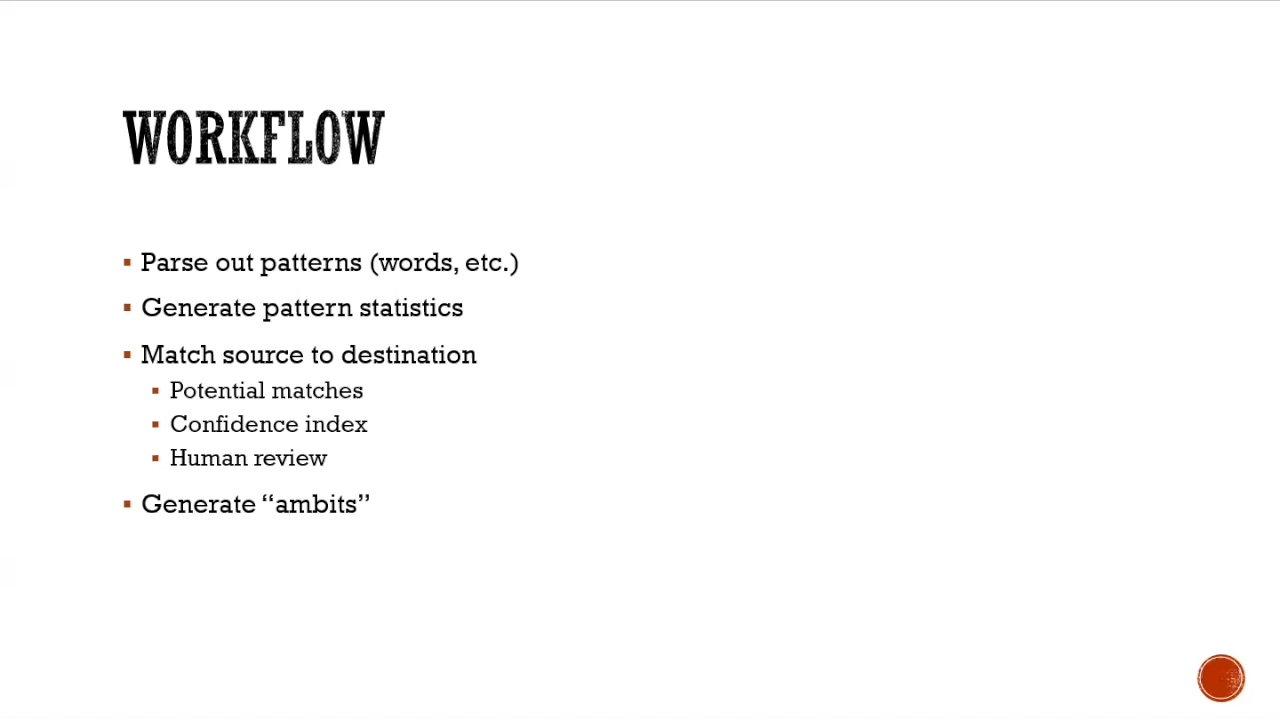 WORKFLOW
▪ Parse out patterns (words, etc.)
▪ Generate pattern statistics
▪ Match source to destination
▪ Potential matches
▪ Confidence index
▪ Human review
▪ Generate “ambits”